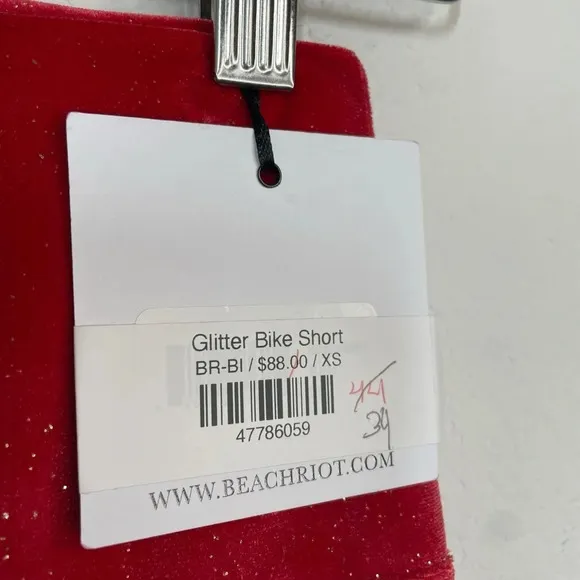 Glitter Bike Short
BR-BI / $88.00 / XS
44
34
47786059
WWW.BEACHRIOT.COM